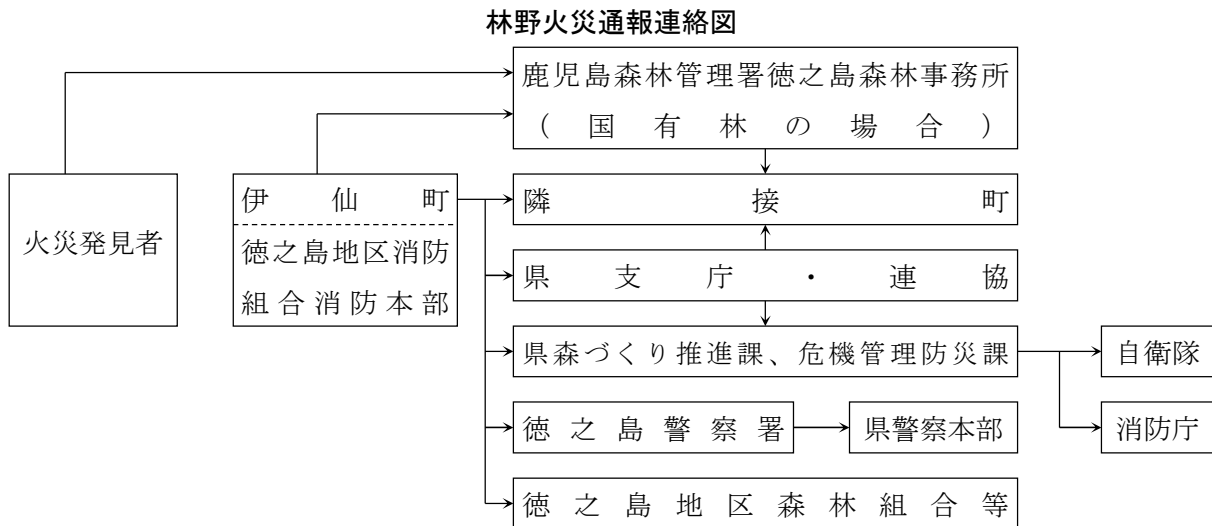 林野火災通報連絡図
鹿児島森林管理署徳之島森林事務所
（国有林の場合）
火災発見者
伊仙町
徳之島地区消防
組合消防本部
隣接町
県支庁・連協
県森づくり推進課、危機管理防災課
自衛隊
徳之島警察署
県警察本部
消防庁
徳之島地区森林組合等